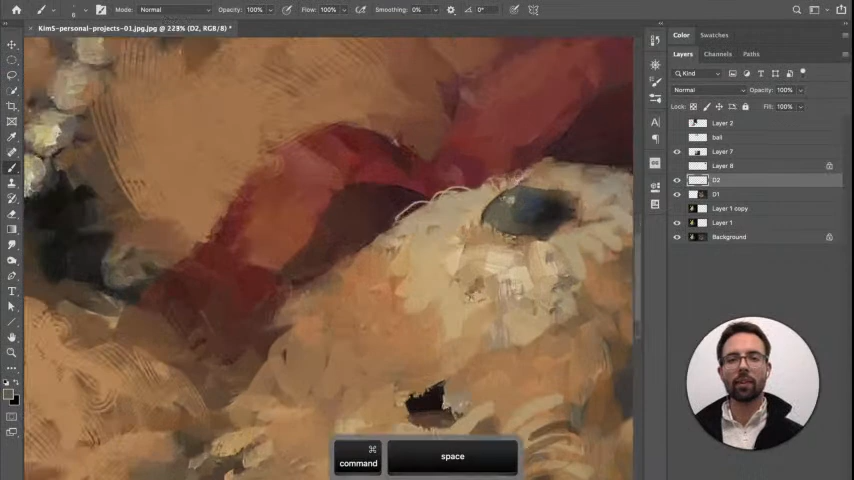 Mode: Normal Opacity: 100% Flow: 100% Smoothing: 0% 0°
Kim5-personal-projects-01.jpg.jpg @ 223% (D2, RGB/8) *
Color Swatches
Layers Channels Paths
Kind
Normal Opacity: 100%
Lock: Fill: 100%
Layer 2
ball
Layer 7
Layer 8
D2
D1
Layer 1 copy
Layer 1
Background
⌘
command
space